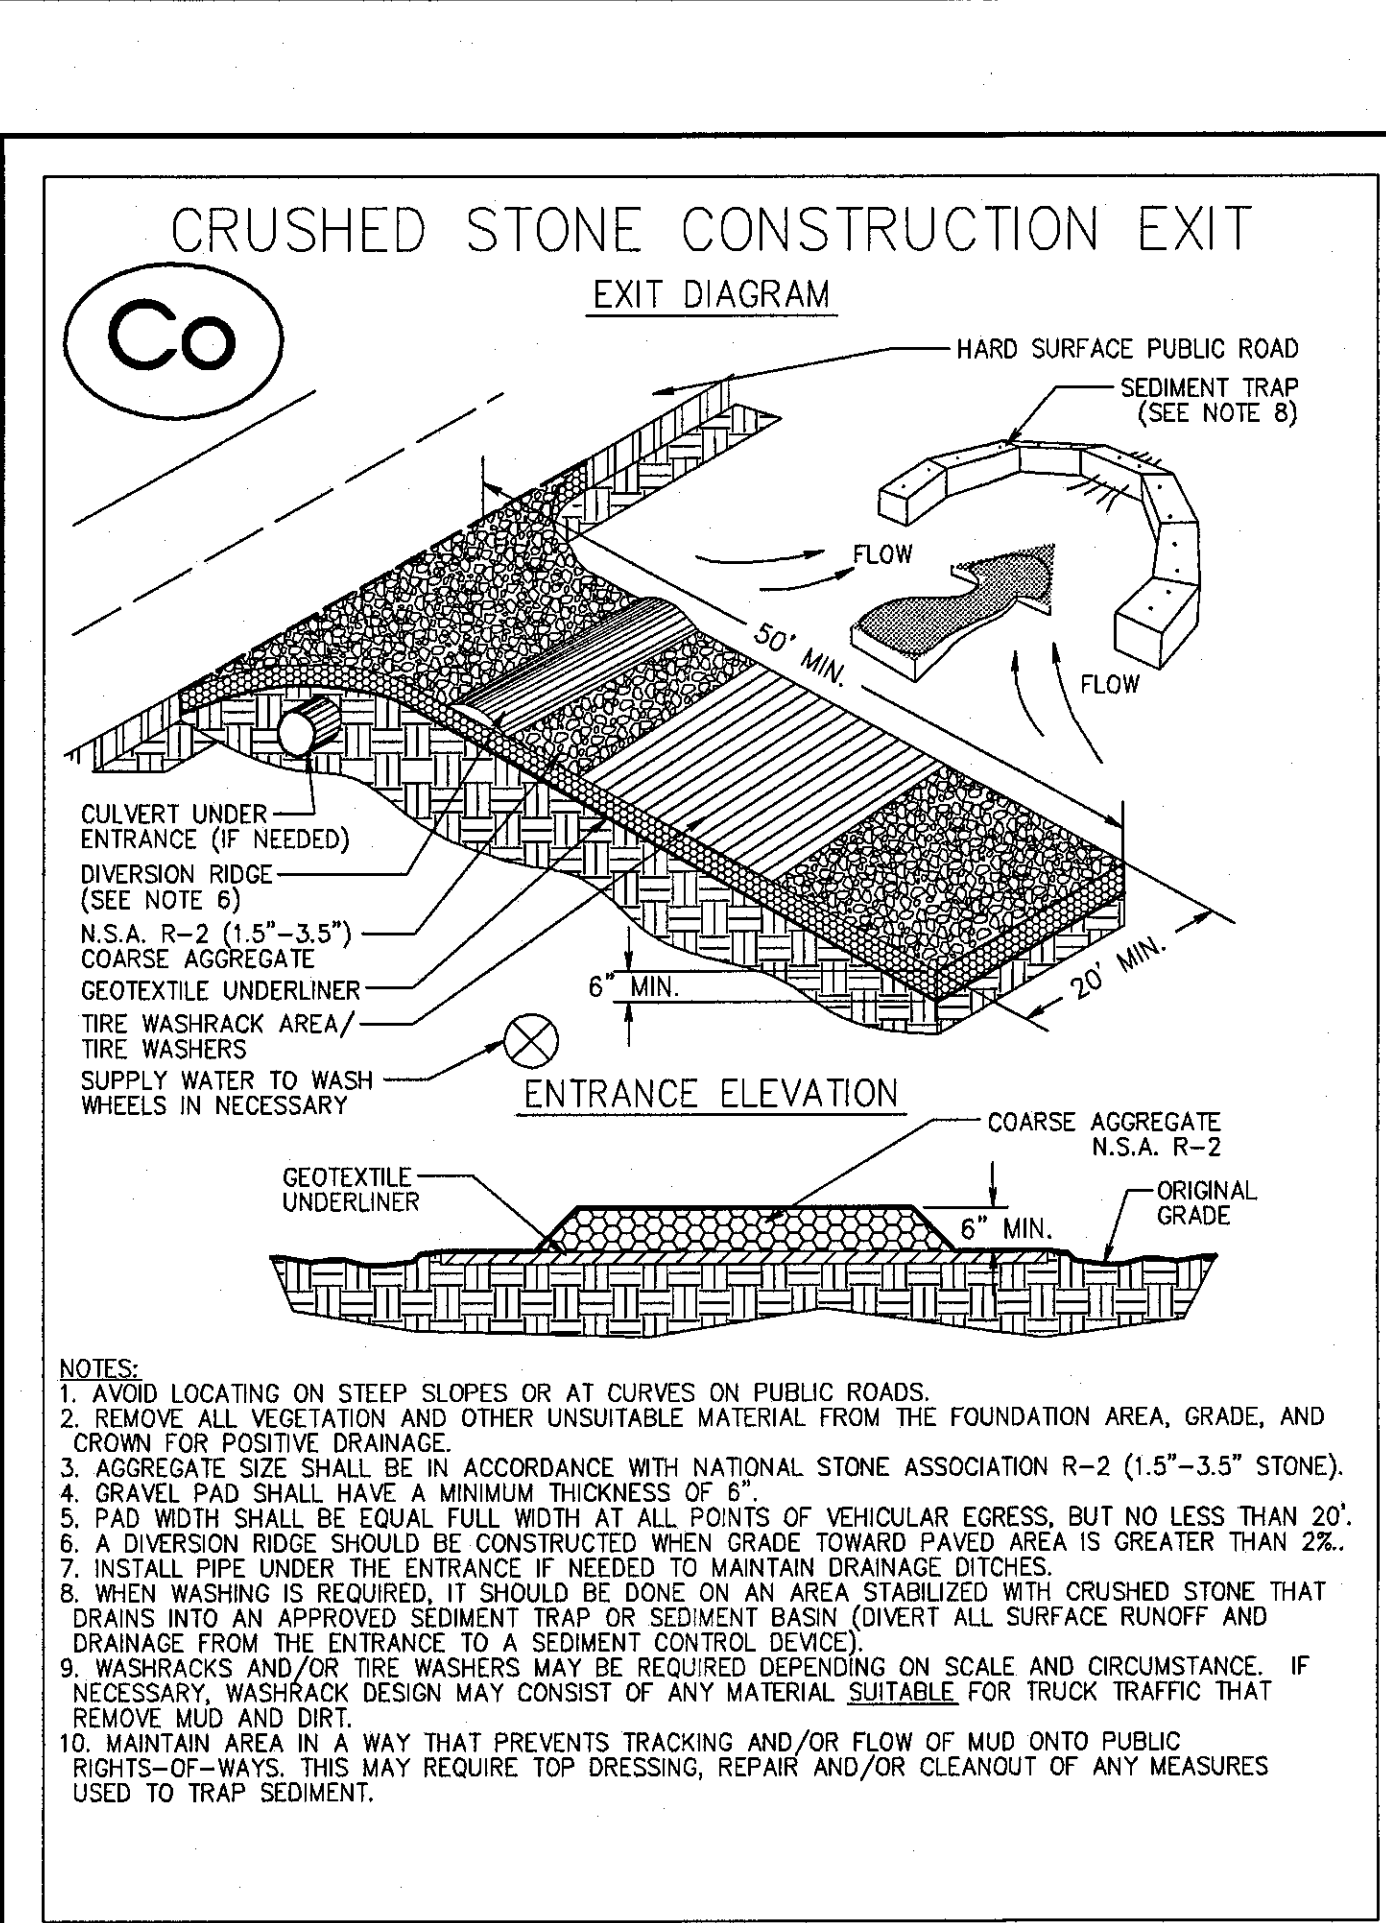 CRUSHED STONE CONSTRUCTION EXIT
EXIT DIAGRAM
Co
HARD SURFACE PUBLIC ROAD
SEDIMENT TRAP
(SEE NOTE 8)
FLOW
50' MIN.
FLOW
CULVERT UNDER
ENTRANCE (IF NEEDED)
DIVERSION RIDGE
(SEE NOTE 6)
N.S.A. R-2 (1.5"-3.5")
COARSE AGGREGATE
GEOTEXTILE UNDERLINER
TIRE WASHRACK AREA/
TIRE WASHERS
SUPPLY WATER TO WASH
WHEELS IN NECESSARY
6" MIN.
20' MIN.
ENTRANCE ELEVATION
COARSE AGGREGATE
N.S.A. R-2
GEOTEXTILE
UNDERLINER
6" MIN.
ORIGINAL
GRADE
NOTES:
1. AVOID LOCATING ON STEEP SLOPES OR AT CURVES ON PUBLIC ROADS.
2. REMOVE ALL VEGETATION AND OTHER UNSUITABLE MATERIAL FROM THE FOUNDATION AREA, GRADE, AND
CROWN FOR POSITIVE DRAINAGE.
3. AGGREGATE SIZE SHALL BE IN ACCORDANCE WITH NATIONAL STONE ASSOCIATION R-2 (1.5"-3.5" STONE).
4. GRAVEL PAD SHALL HAVE A MINIMUM THICKNESS OF 6".
5. PAD WIDTH SHALL BE EQUAL FULL WIDTH AT ALL POINTS OF VEHICULAR EGRESS, BUT NO LESS THAN 20'.
6. A DIVERSION RIDGE SHOULD BE CONSTRUCTED WHEN GRADE TOWARD PAVED AREA IS GREATER THAN 2%..
7. INSTALL PIPE UNDER THE ENTRANCE IF NEEDED TO MAINTAIN DRAINAGE DITCHES.
8. WHEN WASHING IS REQUIRED, IT SHOULD BE DONE ON AN AREA STABILIZED WITH CRUSHED STONE THAT
DRAINS INTO AN APPROVED SEDIMENT TRAP OR SEDIMENT BASIN (DIVERT ALL SURFACE RUNOFF AND
DRAINAGE FROM THE ENTRANCE TO A SEDIMENT CONTROL DEVICE).
9. WASHRACKS AND/OR TIRE WASHERS MAY BE REQUIRED DEPENDING ON SCALE AND CIRCUMSTANCE. IF
NECESSARY, WASHRACK DESIGN MAY CONSIST OF ANY MATERIAL SUITABLE FOR TRUCK TRAFFIC THAT
REMOVE MUD AND DIRT.
10. MAINTAIN AREA IN A WAY THAT PREVENTS TRACKING AND/OR FLOW OF MUD ONTO PUBLIC
RIGHTS-OF-WAYS. THIS MAY REQUIRE TOP DRESSING, REPAIR AND/OR CLEANOUT OF ANY MEASURES
USED TO TRAP SEDIMENT.